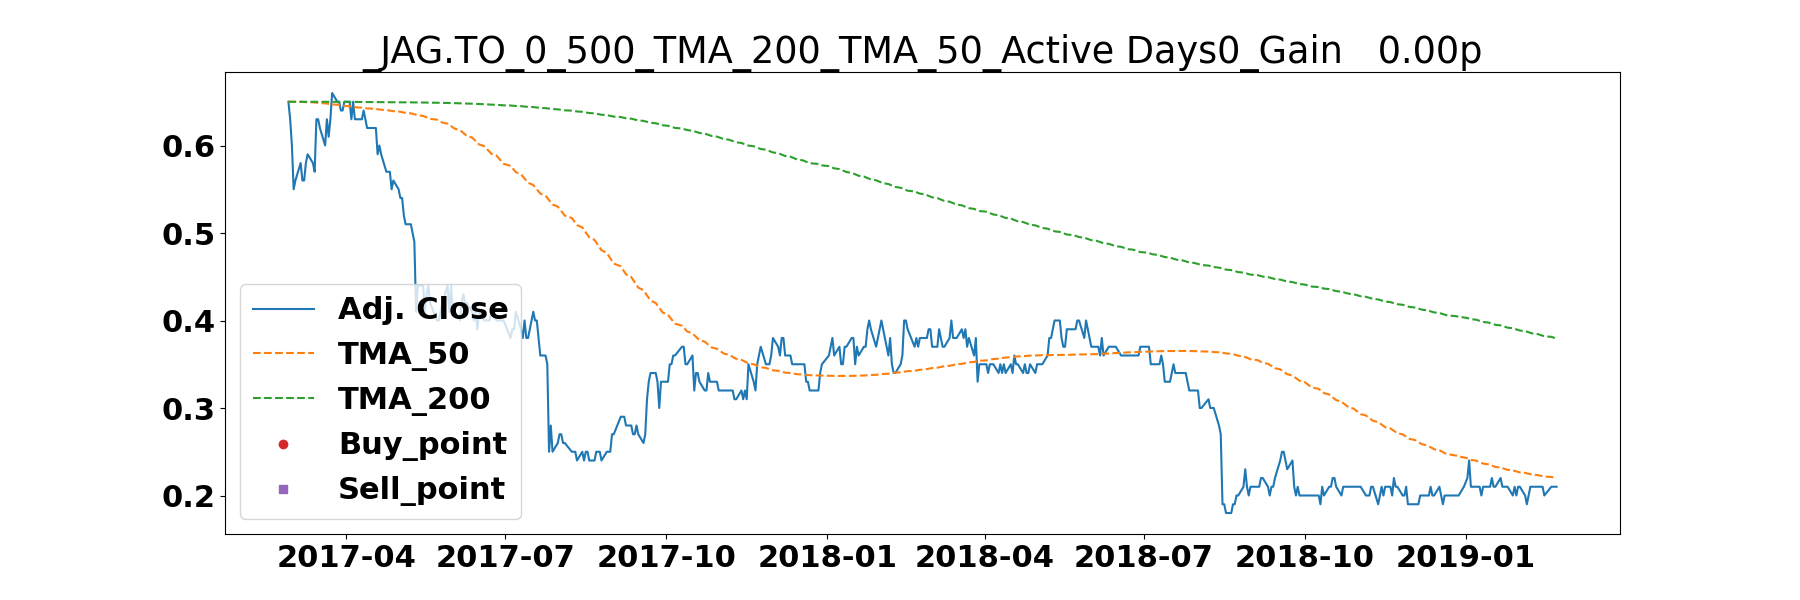 _JAG.TO_0_500_TMA_200_TMA_50_Active Days0_Gain   0.00p
0.6
0.5
0.4
0.3
0.2
Adj. Close
TMA_50
TMA_200
Buy_point
Sell_point
2017-04 2017-07 2017-10 2018-01 2018-04 2018-07 2018-10 2019-01